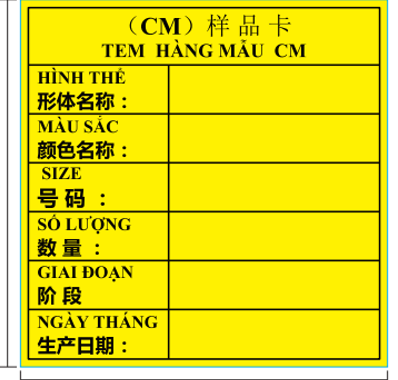 （CM）样 品 卡
TEM HÀNG MẪU CM
HÌNH THẾ
形体名称：
MÀU SẮC
颜色名称：
SIZE
号 码 ：
SỐ LƯỢNG
数 量 ：
GIAI ĐOẠN
阶 段
NGÀY THÁNG
生产日期：